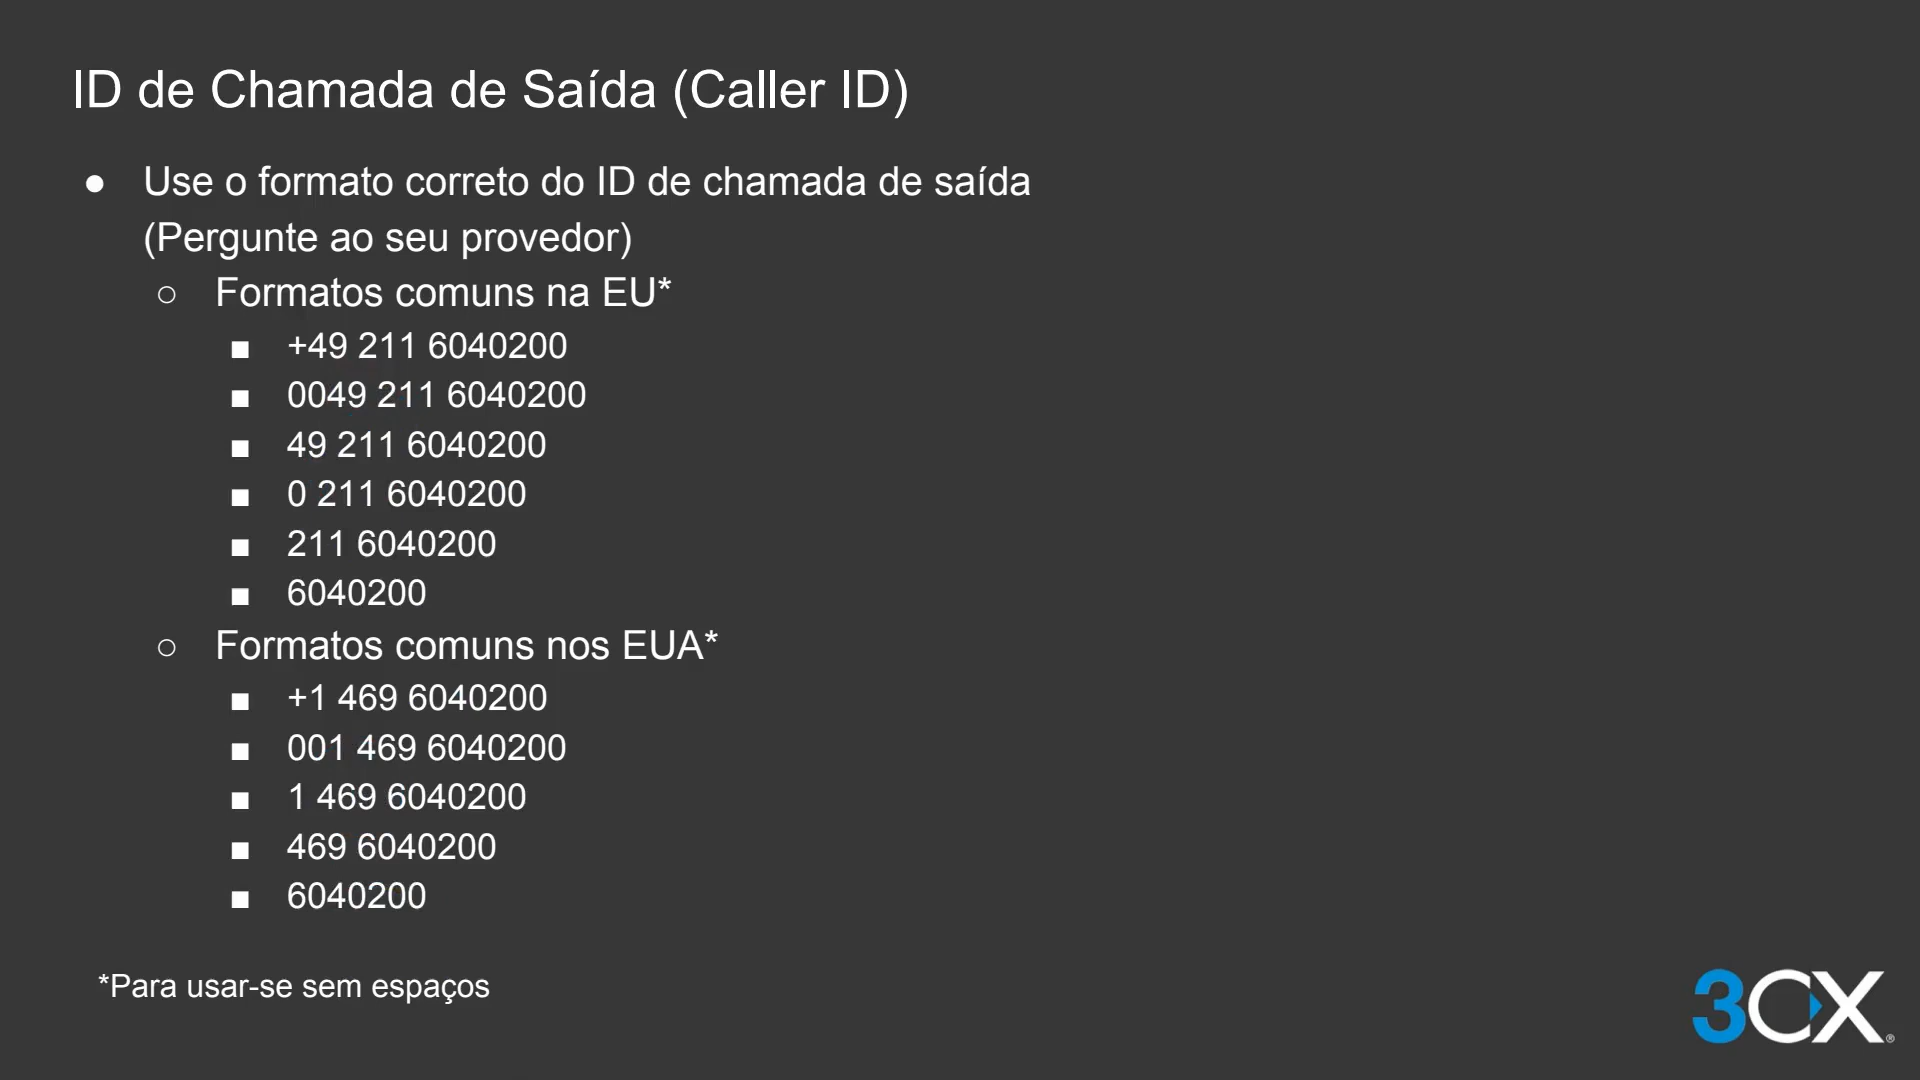 ID de Chamada de Saída (Caller ID)
● Use o formato correto do ID de chamada de saída
(Pergunte ao seu provedor)
○ Formatos comuns na EU*
■ +49 211 6040200
■ 0049 211 6040200
■ 49 211 6040200
■ 0 211 6040200
■ 211 6040200
■ 6040200
○ Formatos comuns nos EUA*
■ +1 469 6040200
■ 001 469 6040200
■ 1 469 6040200
■ 469 6040200
■ 6040200
*Para usar-se sem espaços
3CX®